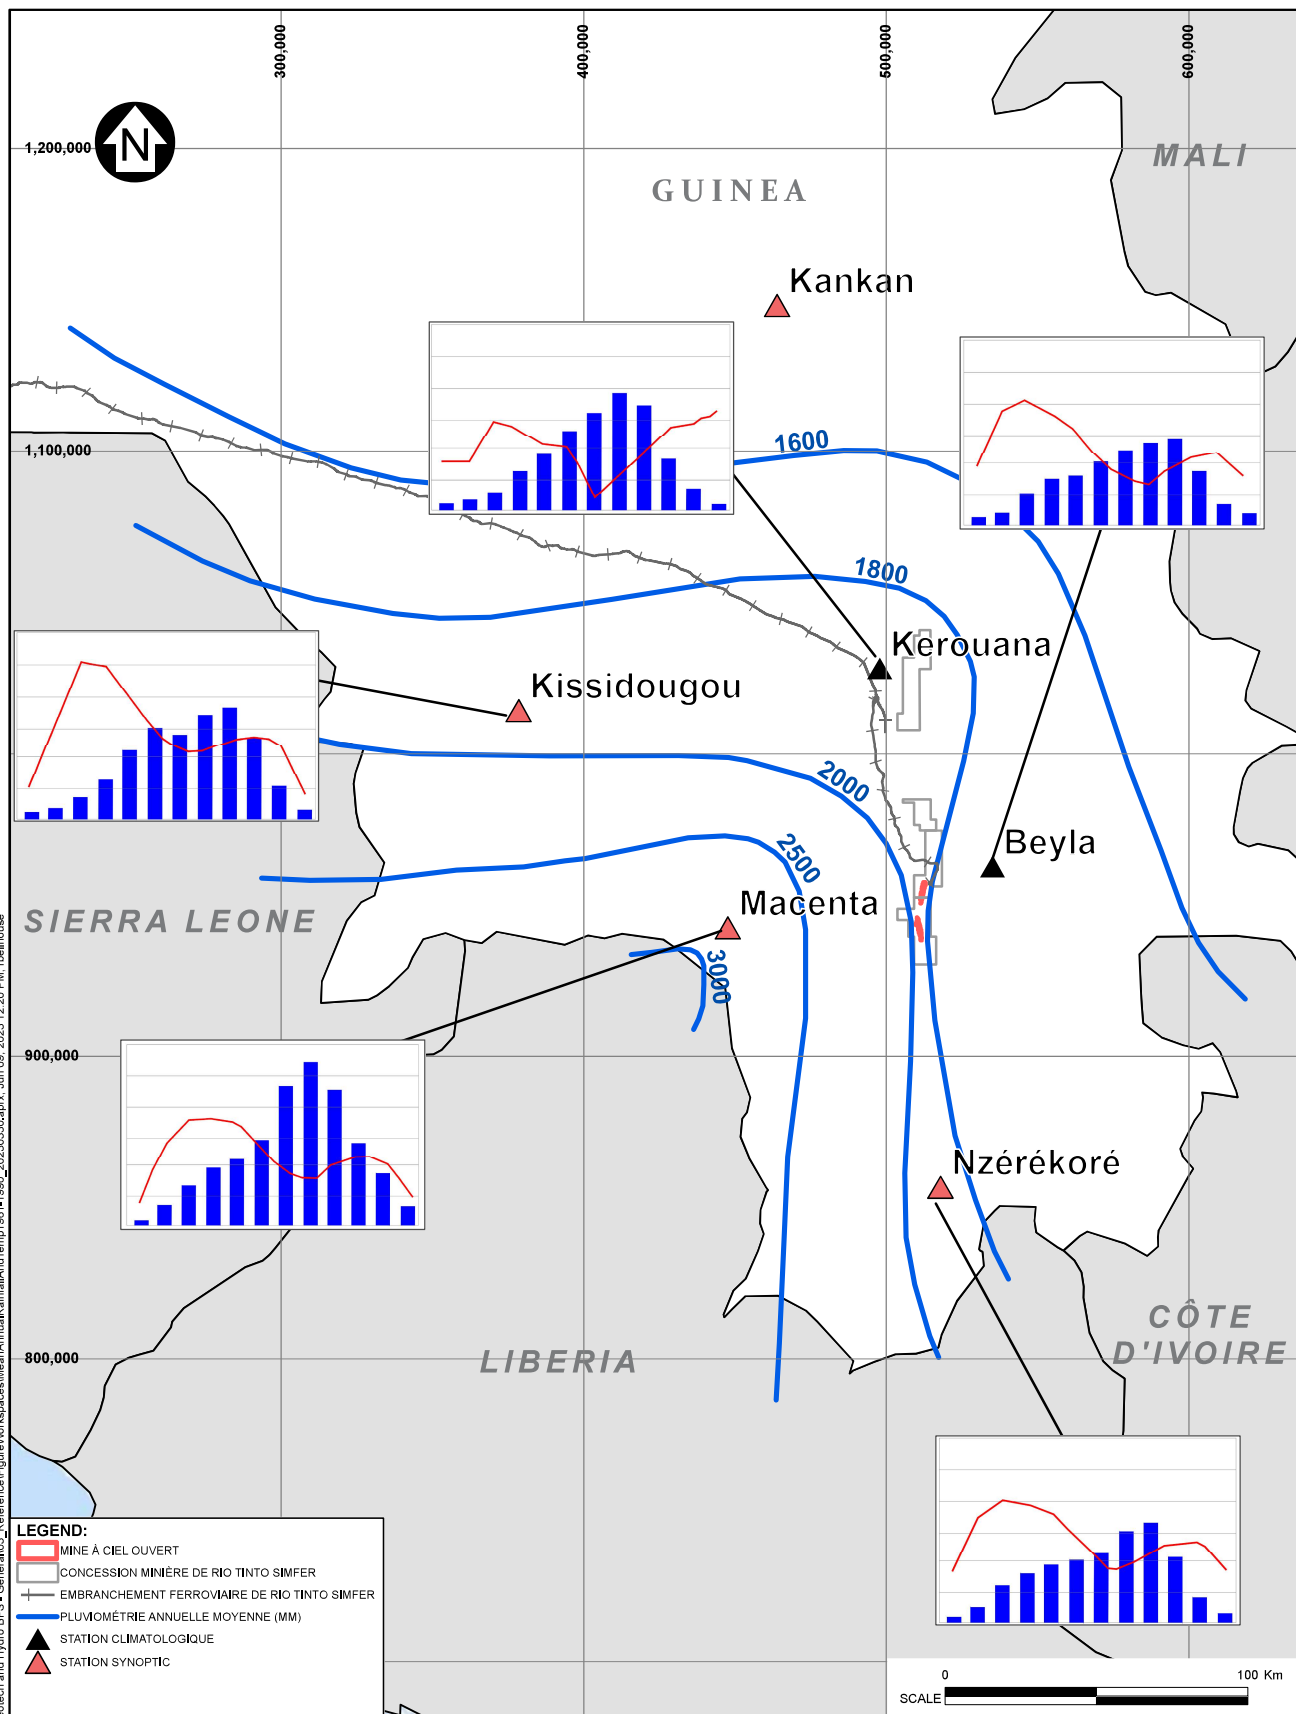 300,000
400,000
500,000
600,000
1,200,000
N
MALI
GUINEA
Kankan
1,100,000
1600
1800
Kerouana
Kissidougou
2000
2500
Beyla
Macenta
SIERRA LEONE
3000
900,000
Nzérékoré
CÔTE
D'IVOIRE
800,000
LIBERIA
LEGEND:
MINE À CIEL OUVERT
CONCESSION MINIÈRE DE RIO TINTO SIMFER
EMBRANCHEMENT FERROVIAIRE DE RIO TINTO SIMFER
PLUVIOMÉTRIE ANNUELLE MOYENNE (MM)
STATION CLIMATOLOGIQUE
STATION SYNOPTIC
0 100 Km
SCALE